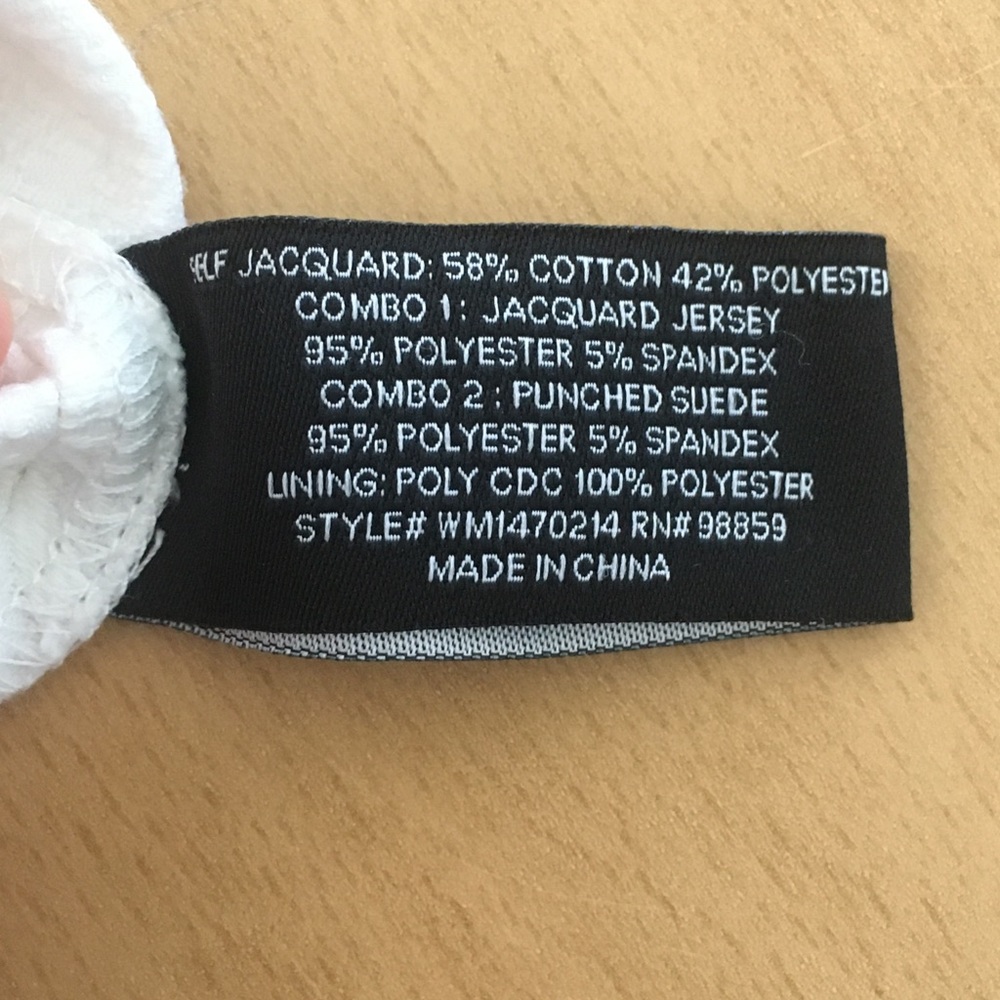 SELF JACQUARD: 58% COTTON 42% POLYESTER
COMBO 1: JACQUARD JERSEY
95% POLYESTER 5% SPANDEX
COMBO 2 : PUNCHED SUEDE
95% POLYESTER 5% SPANDEX
LINING: POLY CDC 100% POLYESTER
STYLE# WM1470214 RN# 98859
MADE IN CHINA